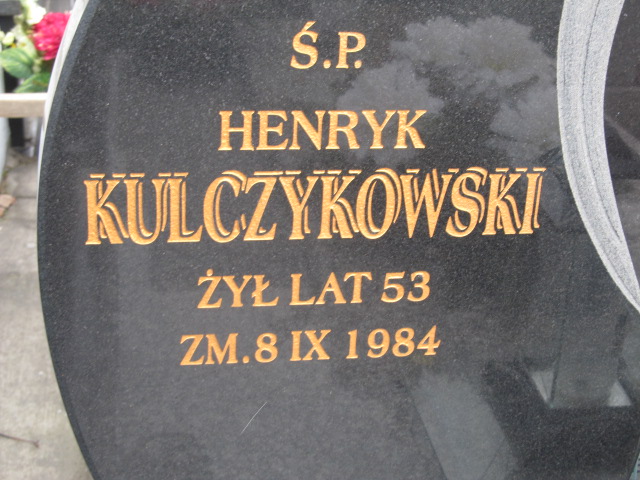 Ś.P.
HENRYK
KULCZYKOWSKI
ŻYŁ LAT 53
ZM.8 IX 1984